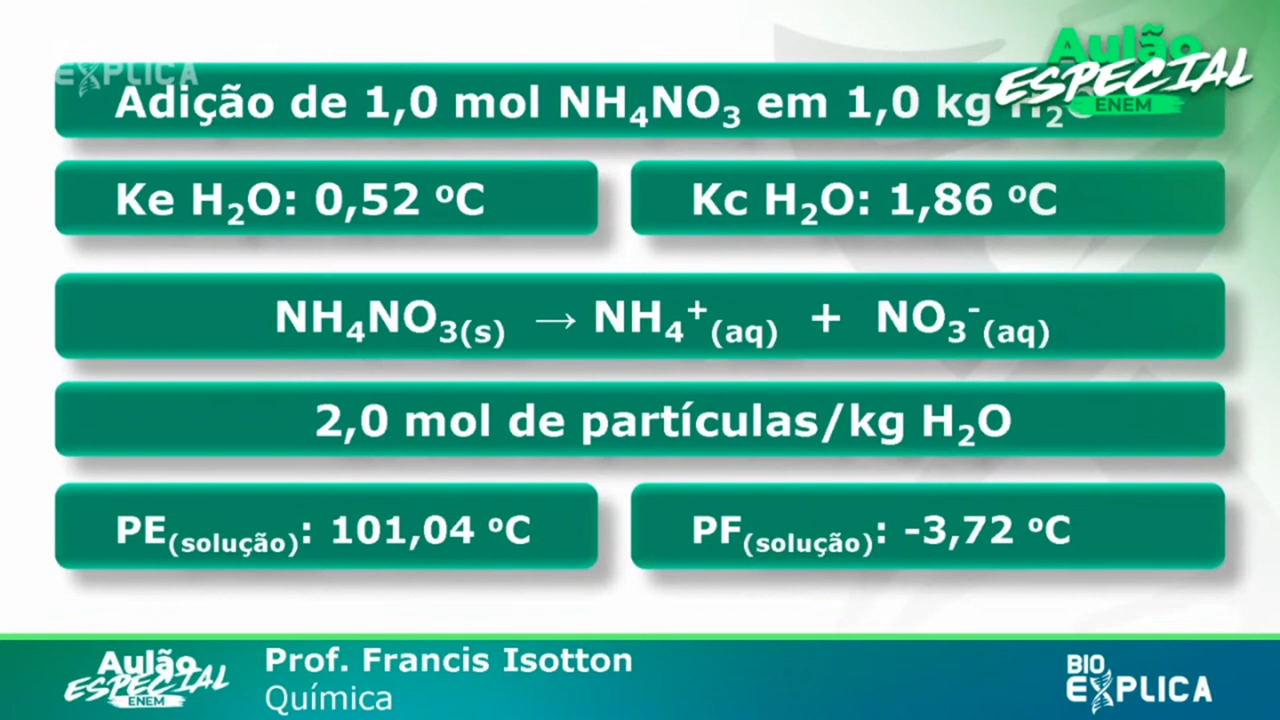 Aulão
ESPECIAL
ENEM
EXPLICA
Adição de 1,0 mol NH₄NO₃ em 1,0 kg H₂O
Ke H₂O: 0,52 ºC
Kc H₂O: 1,86 ºC
NH₄NO₃(s) → NH₄⁺(aq) + NO₃⁻(aq)
2,0 mol de partículas/kg H₂O
PE(solução): 101,04 ºC
PF(solução): -3,72 ºC
Aulão
ESPECIAL
ENEM
Prof. Francis Isotton
Química
BIO
EXPLICA